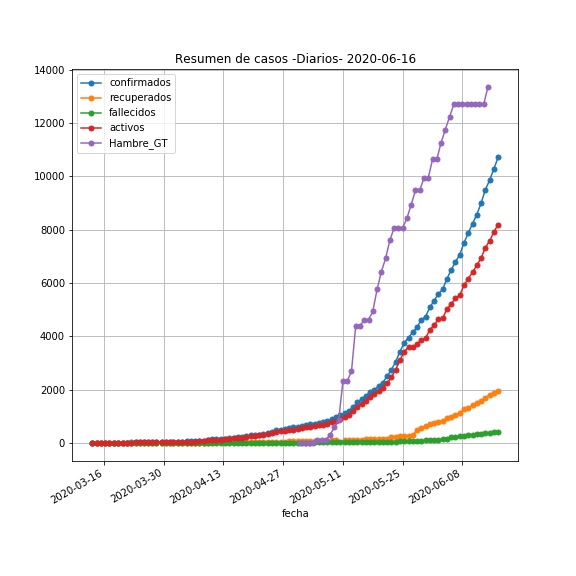 Resumen de casos -Diarios- 2020-06-16
confirmados
recuperados
fallecidos
activos
Hambre_GT
14000
12000
10000
8000
6000
4000
2000
0
2020-03-16
2020-03-30
2020-04-13
2020-04-27
2020-05-11
2020-05-25
2020-06-08
fecha